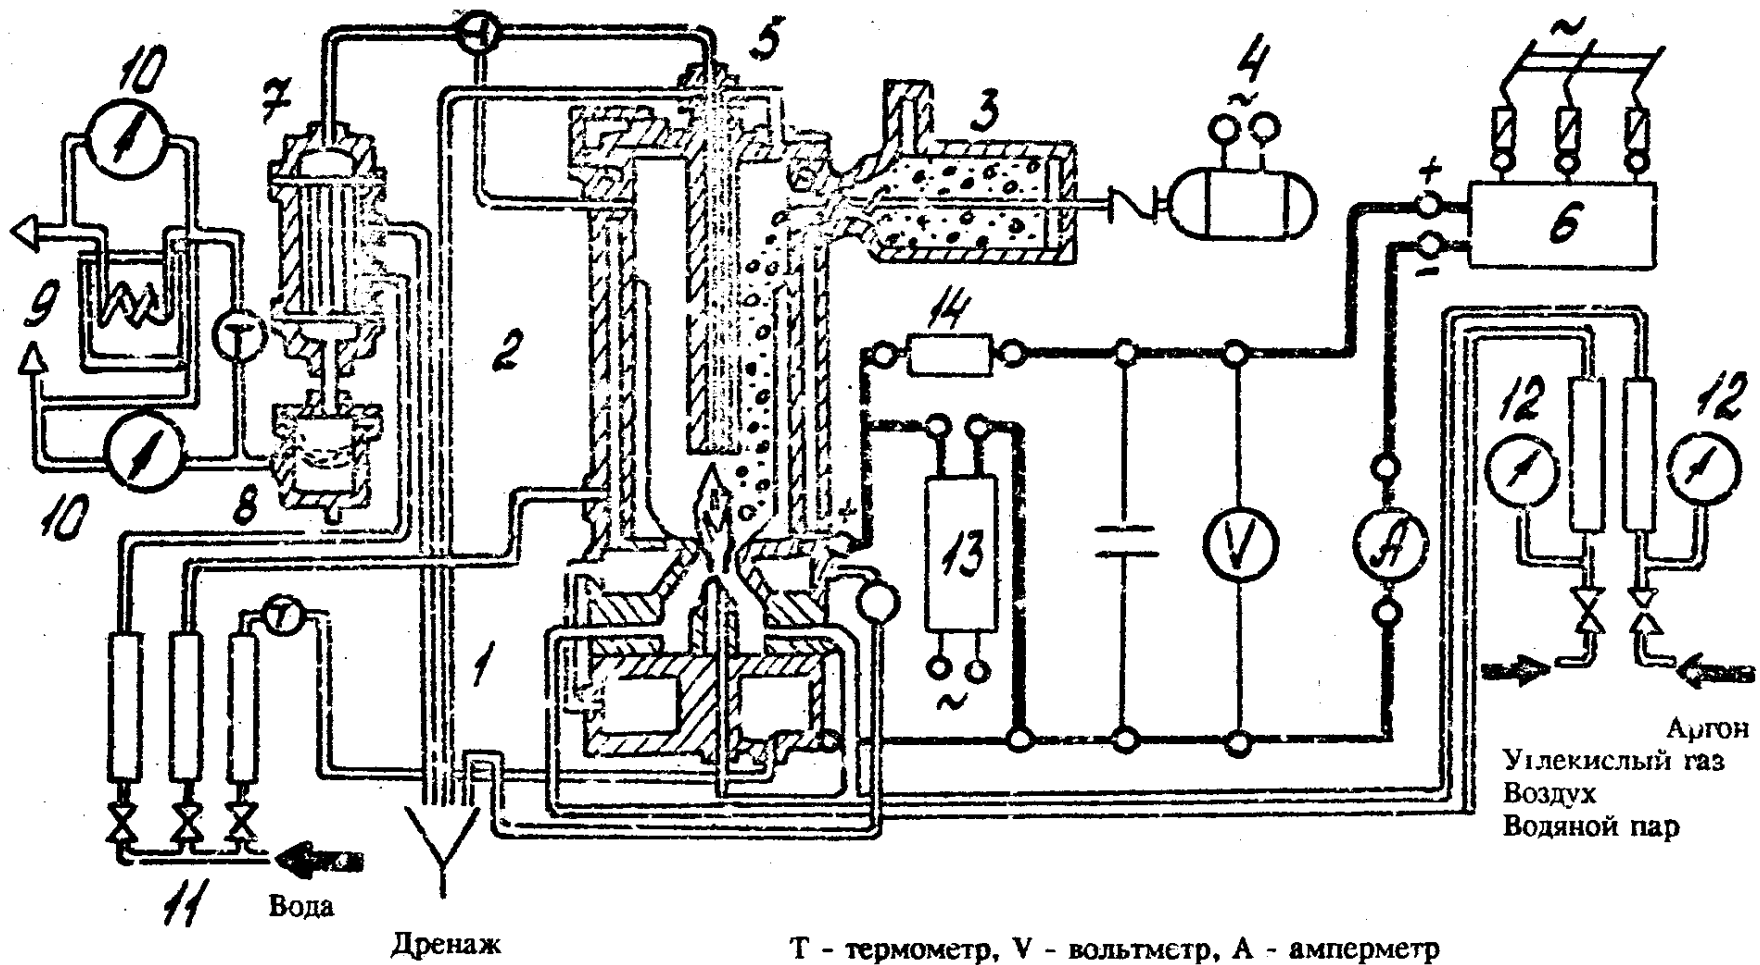 10
7
5
4
~
3
~
+
6
-
9
2
14
12
12
+
10
8
V
A
13
1
~
Аргон
Углекислый газ
Воздух
Водяной пар
11
Вода
Дренаж
T - термометр, V - вольтметр, A - амперметр
T
T
T